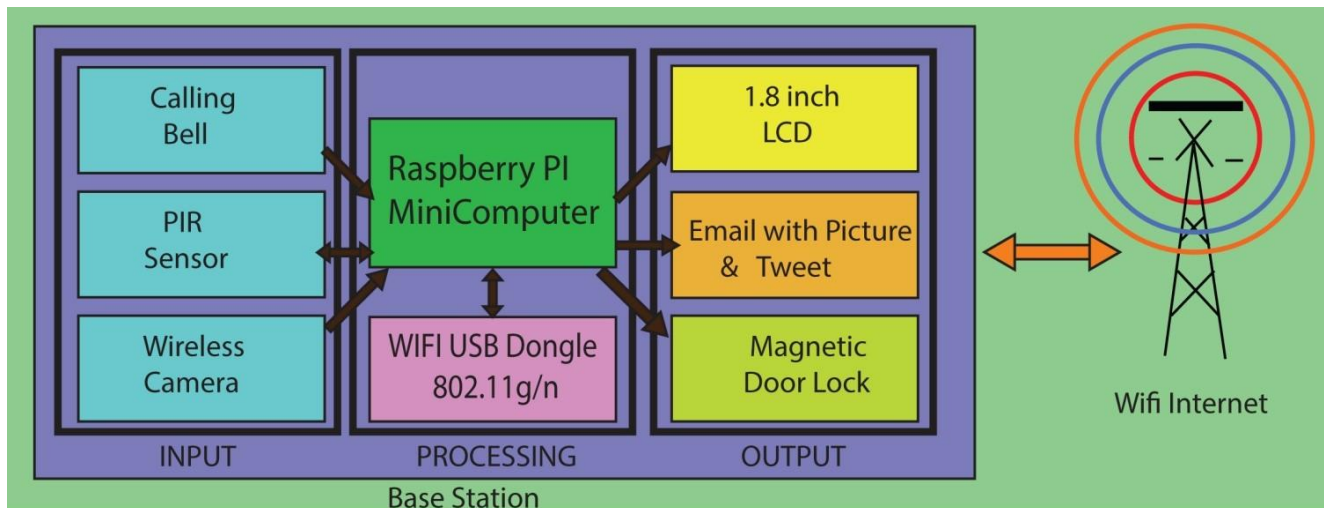 Calling
Bell
PIR
Sensor
Wireless
Camera
INPUT
Raspberry PI
MiniComputer
WIFI USB Dongle
802.11g/n
PROCESSING
1.8 inch
LCD
Email with Picture
& Tweet
Magnetic
Door Lock
OUTPUT
Base Station
Wifi Internet